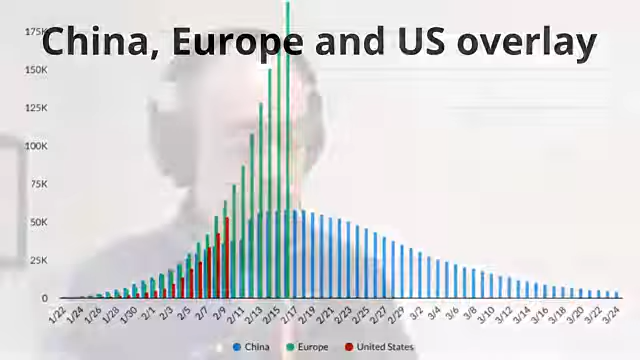 China, Europe and US overlay
175K
150K
125K
100K
75K
50K
25K
0
1/22 1/24 1/26 1/28 1/30 2/1 2/3 2/5 2/7 2/9 2/11 2/13 2/15 2/17 2/19 2/21 2/23 2/25 2/27 2/29 3/2 3/4 3/6 3/8 3/10 3/12 3/14 3/16 3/18 3/20 3/22 3/24
China Europe United States